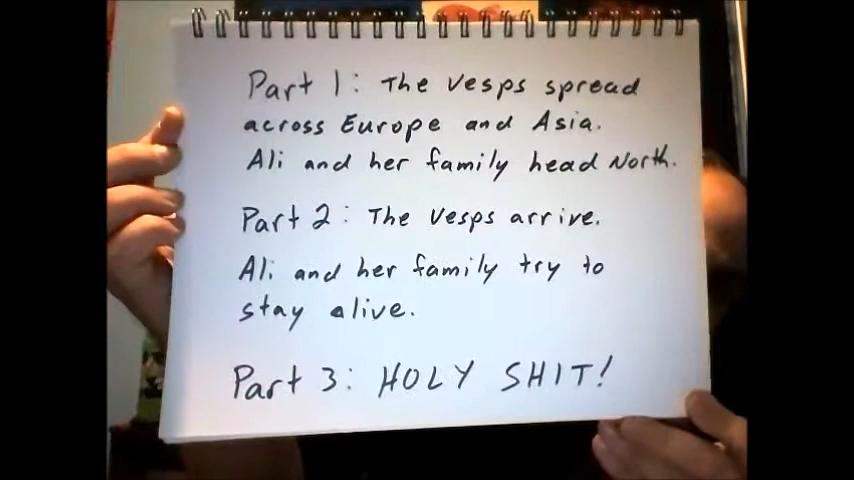 Part 1: The Vesps spread
across Europe and Asia.
Ali and her family head North.
Part 2: The Vesps arrive.
Ali and her family try to
stay alive.
Part 3: HOLY SHIT!